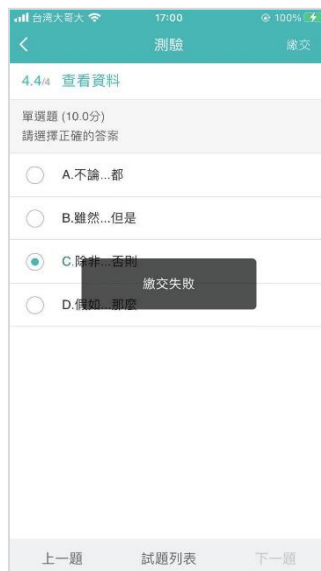 台湾大哥大 17:00 100%
測驗 繳交
4.4/4 查看資料
單選題 (10.0分)
請選擇正確的答案
A.不論...都
B.雖然...但是
C.除非...否則
繳交失敗
D.假如...那麼
上一題 試題列表 下一題